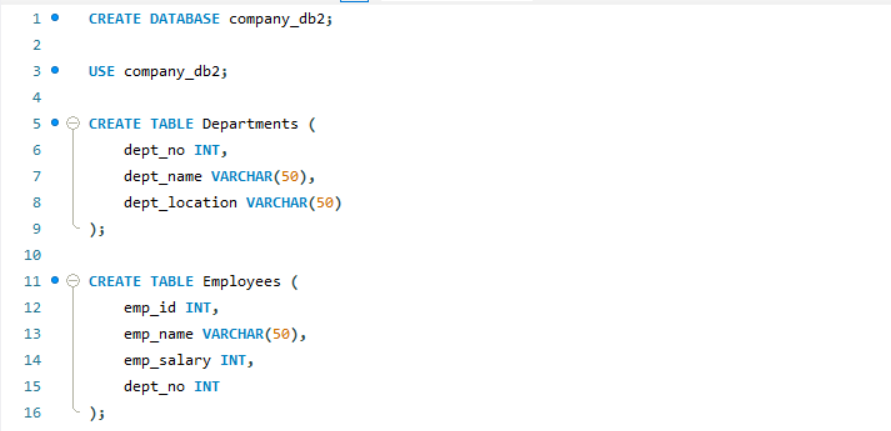 1 CREATE DATABASE company_db2;
2
3 USE company_db2;
4
5 CREATE TABLE Departments (
6 dept_no INT,
7 dept_name VARCHAR(50),
8 dept_location VARCHAR(50)
9 );
10
11 CREATE TABLE Employees (
12 emp_id INT,
13 emp_name VARCHAR(50),
14 emp_salary INT,
15 dept_no INT
16 );